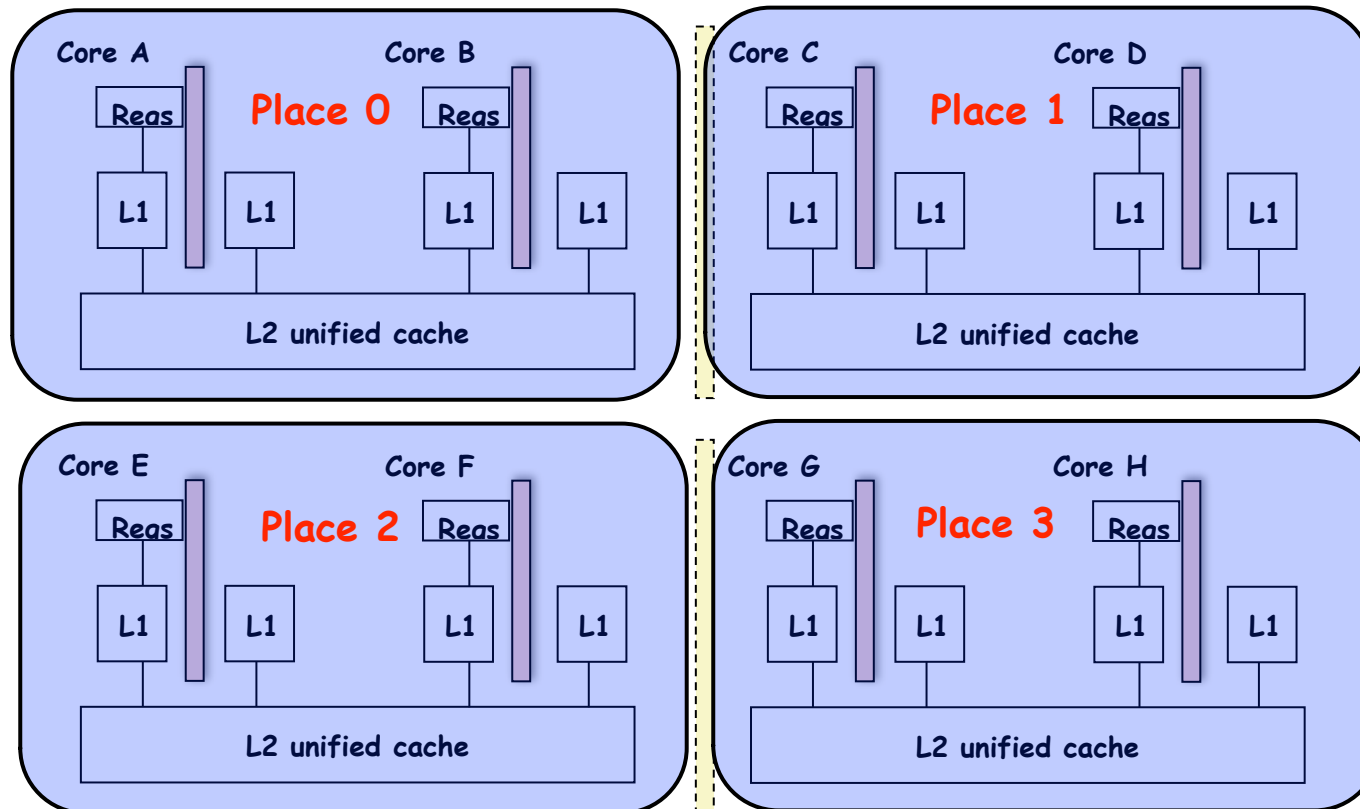 Core A
Core B
Reas
Place 0
Reas
L1
L1
L1
L1
L2 unified cache
Core C
Core D
Reas
Place 1
Reas
L1
L1
L1
L1
L2 unified cache
Core E
Core F
Reas
Place 2
Reas
L1
L1
L1
L1
L2 unified cache
Core G
Core H
Reas
Place 3
Reas
L1
L1
L1
L1
L2 unified cache